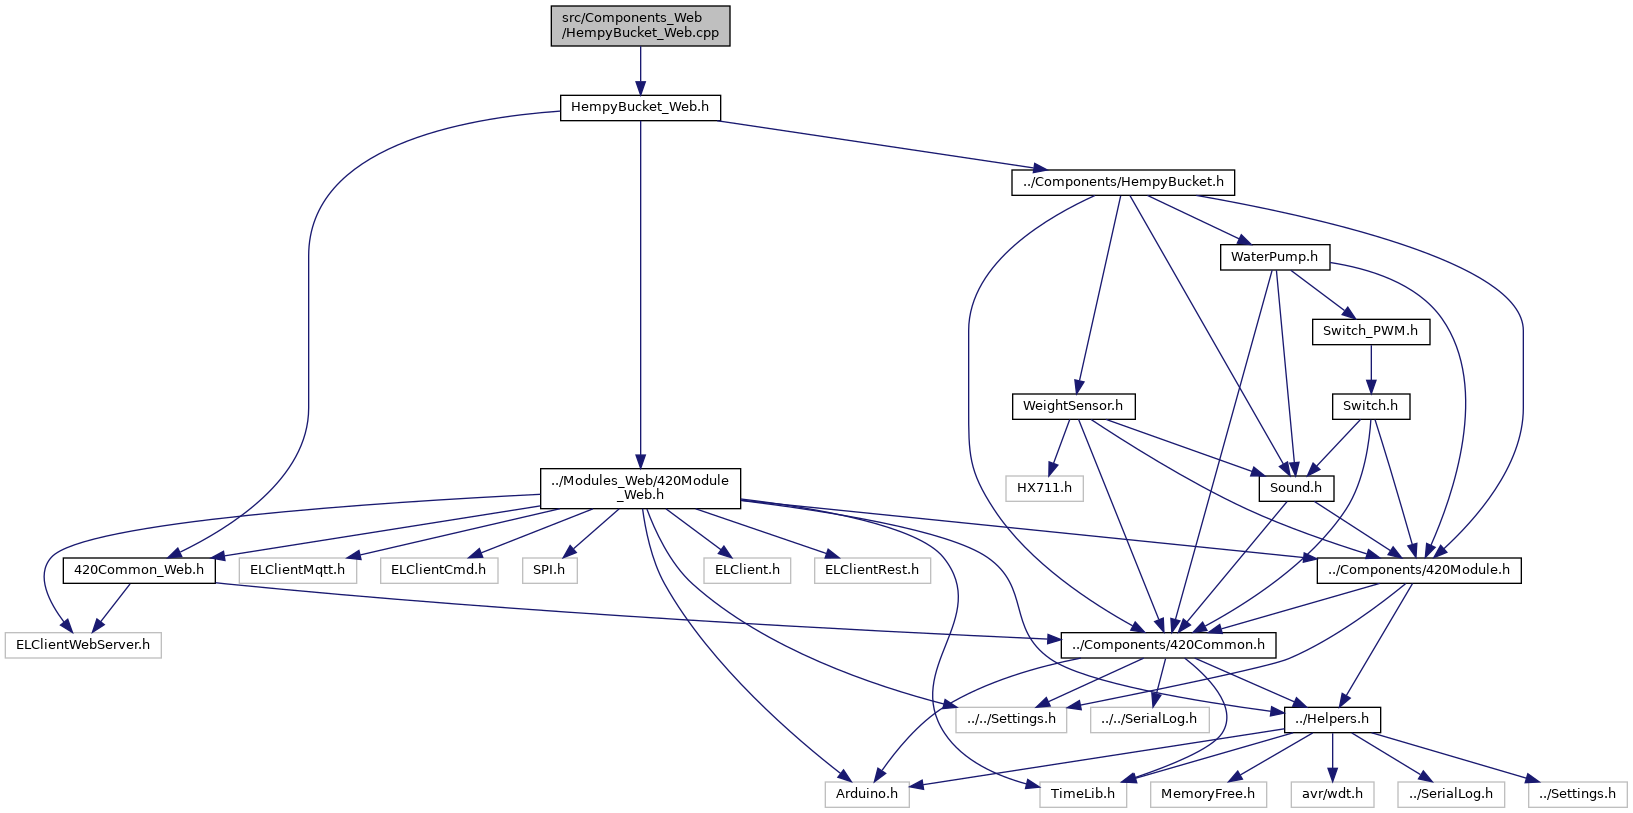 src/Components_Web
/HempyBucket_Web.cpp
HempyBucket_Web.h
../Components/HempyBucket.h
WaterPump.h
Switch_PWM.h
WeightSensor.h
Switch.h
../Modules_Web/420Module
_Web.h
HX711.h
Sound.h
420Common_Web.h
ELClientMqtt.h
ELClientCmd.h
SPI.h
ELClient.h
ELClientRest.h
../Components/420Module.h
ELClientWebServer.h
../Components/420Common.h
../../Settings.h
../../SerialLog.h
../Helpers.h
Arduino.h
TimeLib.h
MemoryFree.h
avr/wdt.h
../SerialLog.h
../Settings.h